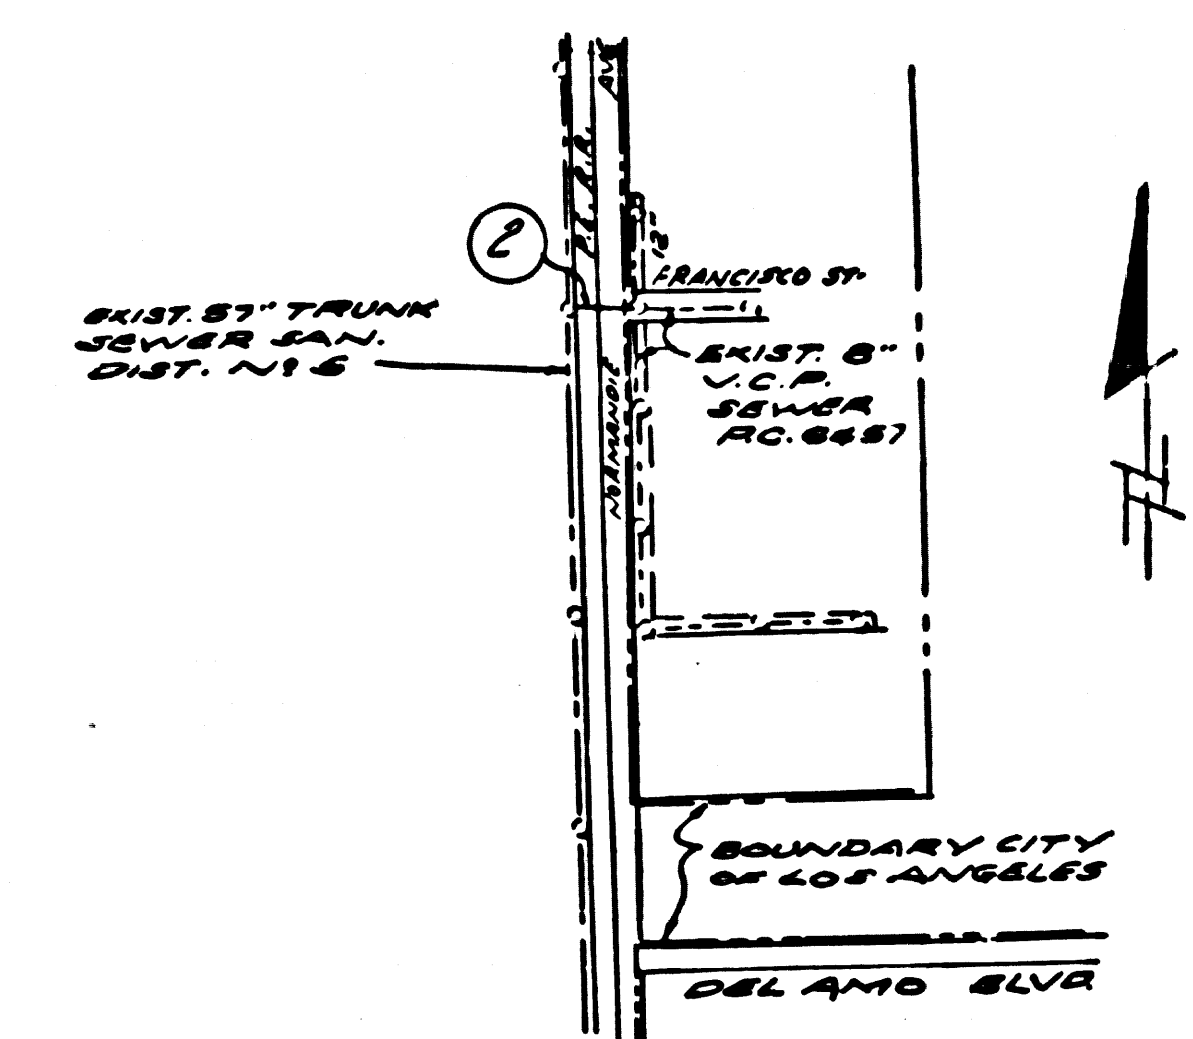 AVE
P.E. R.R.
12"
2
FRANCISCO ST.
EXIST. 57" TRUNK
SEWER SAN.
DIST. Nº 5
EXIST. 8"
V.C.P.
SEWER
P.C. 6457
NORMANDIE
BOUNDARY CITY
OF LOS ANGELES
DEL AMO BLVD